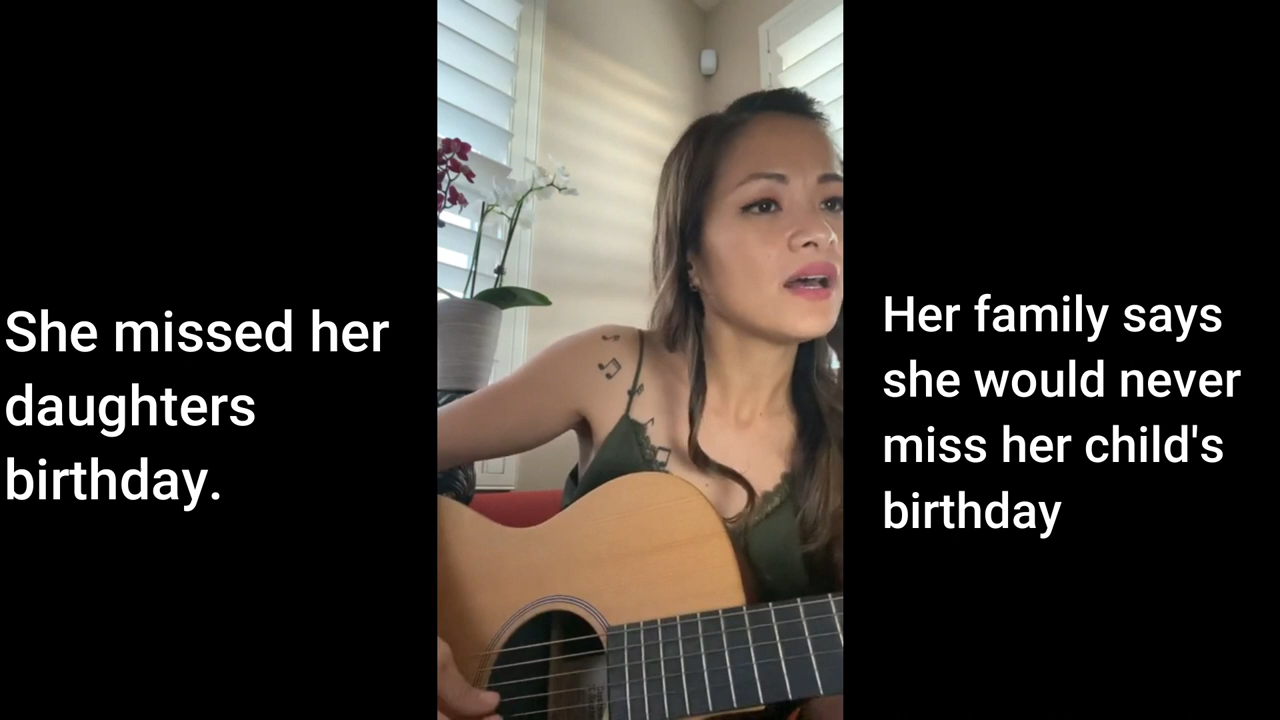 She missed her
daughters
birthday.
Her family says
she would never
miss her child's
birthday